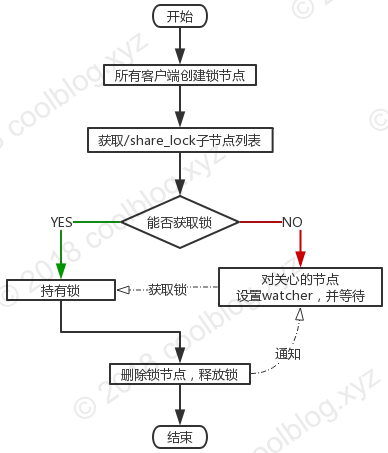 开始
所有客户端创建锁节点
获取/share_lock子节点列表
能否获取锁
YES
NO
持有锁
获取锁
对关心的节点
设置watcher，并等待
通知
删除锁节点，释放锁
结束
© 2018 coolblog.xyz